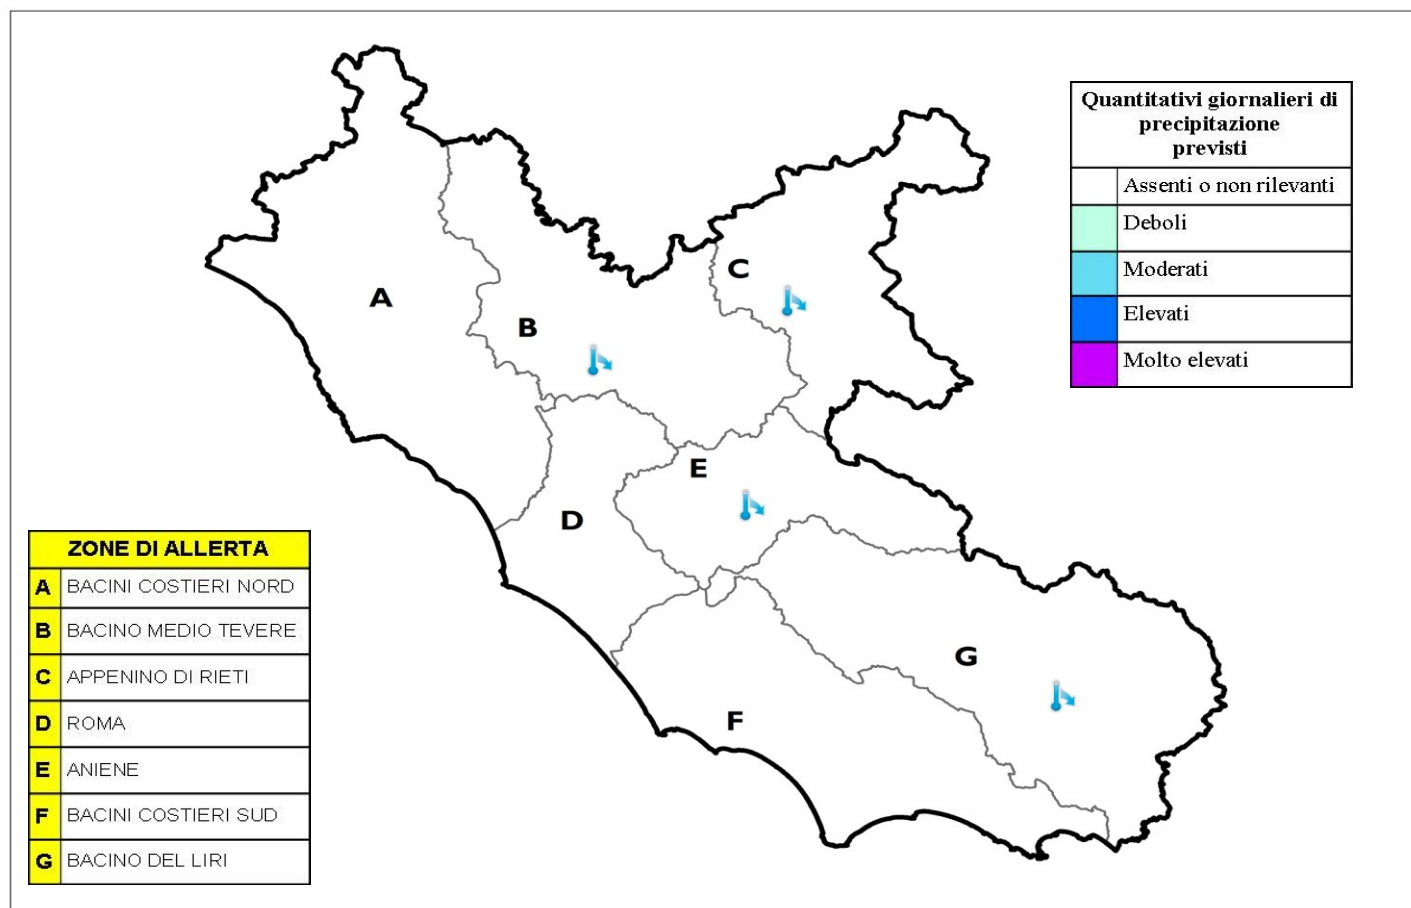 Quantitativi giornalieri di
precipitazione
previsti
Assenti o non rilevanti
Deboli
Moderati
Elevati
Molto elevati
C
A
B
E
D
G
F
ZONE DI ALLERTA
A BACINI COSTIERI NORD
B BACINO MEDIO TEVERE
C APPENINO DI RIETI
D ROMA
E ANIENE
F BACINI COSTIERI SUD
G BACINO DEL LIRI